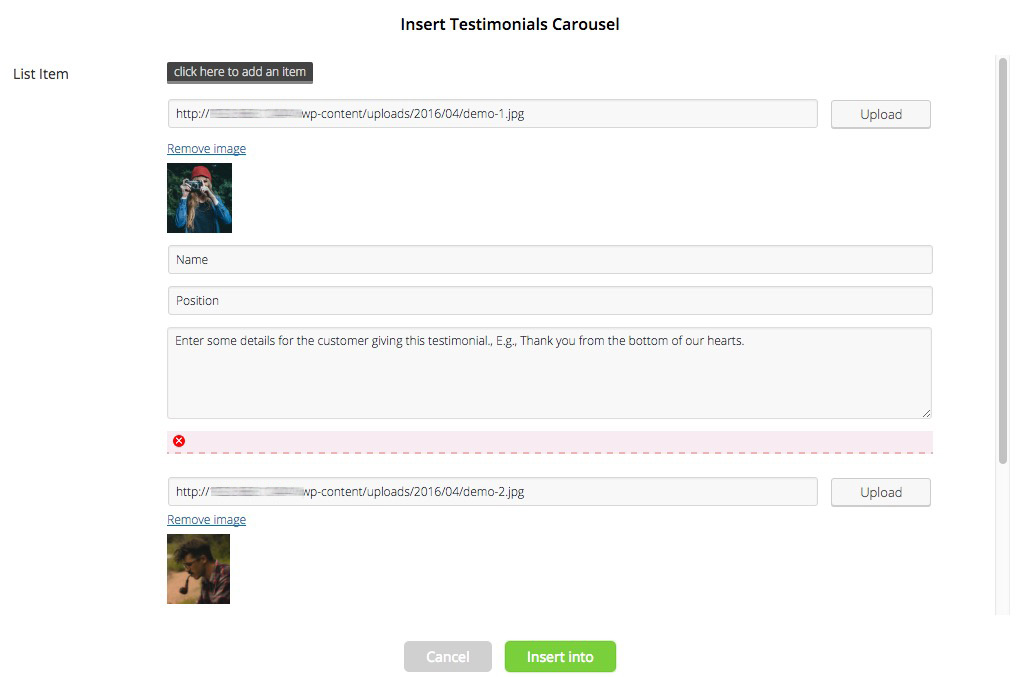 Insert Testimonials Carousel
List Item
click here to add an item
http:// wp-content/uploads/2016/04/demo-1.jpg
Upload
Remove image
Name
Position
Enter some details for the customer giving this testimonial., E.g., Thank you from the bottom of our hearts.
http:// wp-content/uploads/2016/04/demo-2.jpg
Upload
Remove image
Cancel
Insert into